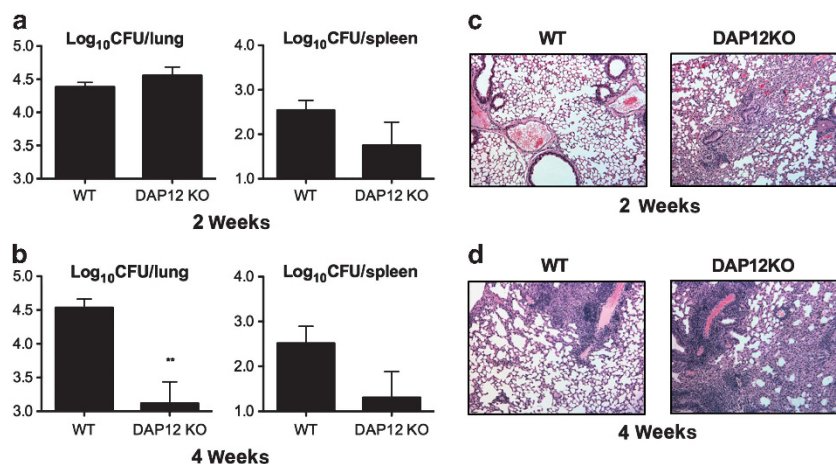 a
Log10CFU/lung
5.0
4.5
4.0
3.5
3.0
WT DAP12 KO
Log10CFU/spleen
4.0
3.0
2.0
1.0
WT DAP12 KO
2 Weeks
b
Log10CFU/lung
5.0
4.5
4.0
3.5
3.0
**
WT DAP12 KO
Log10CFU/spleen
4.0
3.0
2.0
1.0
WT DAP12 KO
4 Weeks
c
WT DAP12KO
2 Weeks
d
WT DAP12KO
4 Weeks